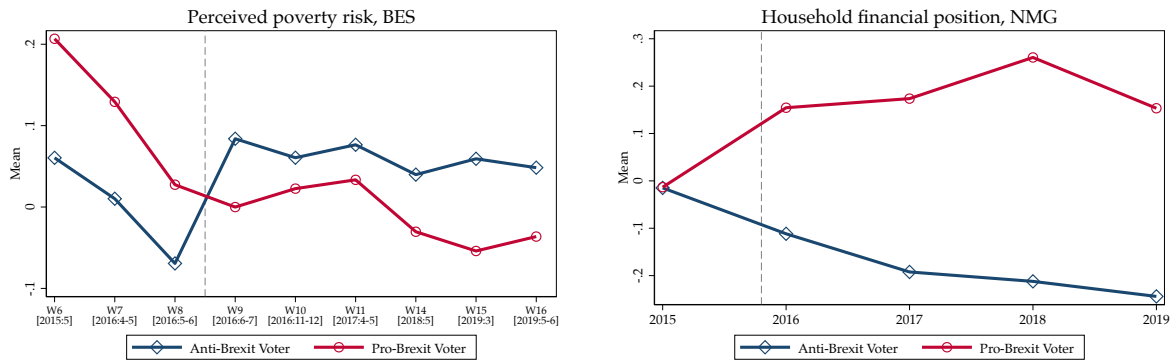 Perceived poverty risk, BES
Mean
.2
.1
0
-.1
W6 W7 W8 W9 W10 W11 W14 W15 W16
[2015:5] [2016:4-5] [2016:5-6] [2016:6-7] [2016:11-12] [2017:4-5] [2018:5] [2019:3] [2019:5-6]
Anti-Brexit Voter Pro-Brexit Voter
Household financial position, NMG
Mean
.3
.2
.1
0
-.1
-.2
2015 2016 2017 2018 2019
Anti-Brexit Voter Pro-Brexit Voter